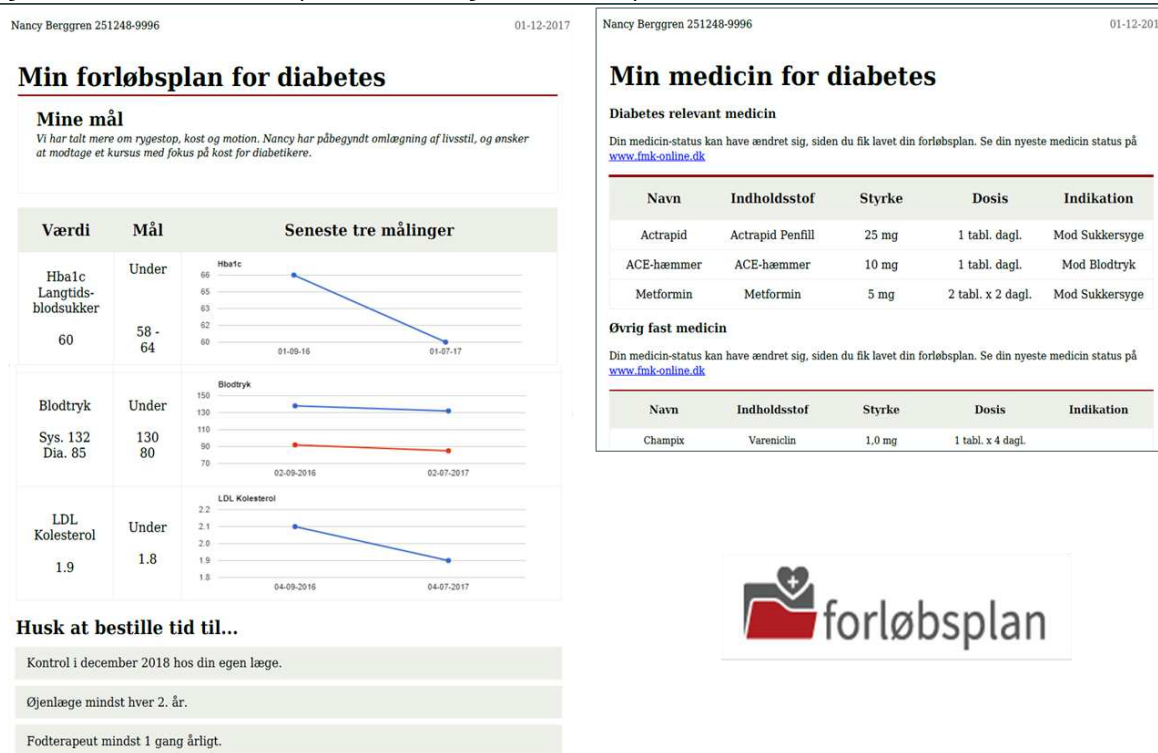 Nancy Berggren 251248-9996
01-12-2017
Min forløbsplan for diabetes
Mine mål
Vi har talt mere om rygestop, kost og motion. Nancy har påbegyndt omlægning af livsstil, og ønsker
at modtage et kursus med fokus på kost for diabetikere.
Værdi Mål Seneste tre målinger
Hba1c
Langtids-
blodsukker
60
Under
58 -
64
Hba1c
66
65
63
62
60
01-09-16 01-07-17
Blodtryk
Sys. 132
Dia. 85
Under
130
80
Blodtryk
150
130
110
90
70
02-09-2016 02-07-2017
LDL
Kolesterol
1.9
Under
1.8
LDL Kolesterol
2.2
2.1
2.0
1.9
1.8
04-09-2016 04-07-2017
Husk at bestille tid til...
Kontrol i december 2018 hos din egen læge.
Øjenlæge mindst hver 2. år.
Fodterapeut mindst 1 gang årligt.
Nancy Berggren 251248-9996
01-12-201
Min medicin for diabetes
Diabetes relevant medicin
Din medicin-status kan have ændret sig, siden du fik lavet din forløbsplan. Se din nyeste medicin status på
www.fmk-online.dk
Navn Indholdsstof Styrke Dosis Indikation
Actrapid Actrapid Penfill 25 mg 1 tabl. dagl. Mod Sukkersyge
ACE-hæmmer ACE-hæmmer 10 mg 1 tabl. dagl. Mod Blodtryk
Metformin Metformin 5 mg 2 tabl. x 2 dagl. Mod Sukkersyge
Øvrig fast medicin
Din medicin-status kan have ændret sig, siden du fik lavet din forløbsplan. Se din nyeste medicin status på
www.fmk-online.dk
Navn Indholdsstof Styrke Dosis Indikation
Champix Vareniclin 1,0 mg 1 tabl. x 4 dagl.
forløbsplan